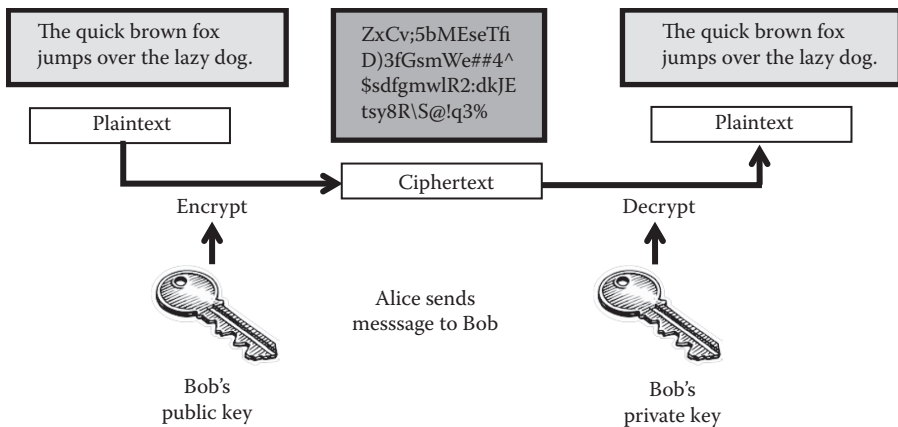 The quick brown fox
jumps over the lazy dog.
ZxCv;5bMEseTfi
D)3fGsmWe##4^
$sdfgmwlR2:dkJE
tsy8R\S@!q3%
The quick brown fox
jumps over the lazy dog.
Plaintext
Plaintext
Ciphertext
Encrypt
Decrypt
Alice sends
messsage to Bob
Bob's
public key
Bob's
private key